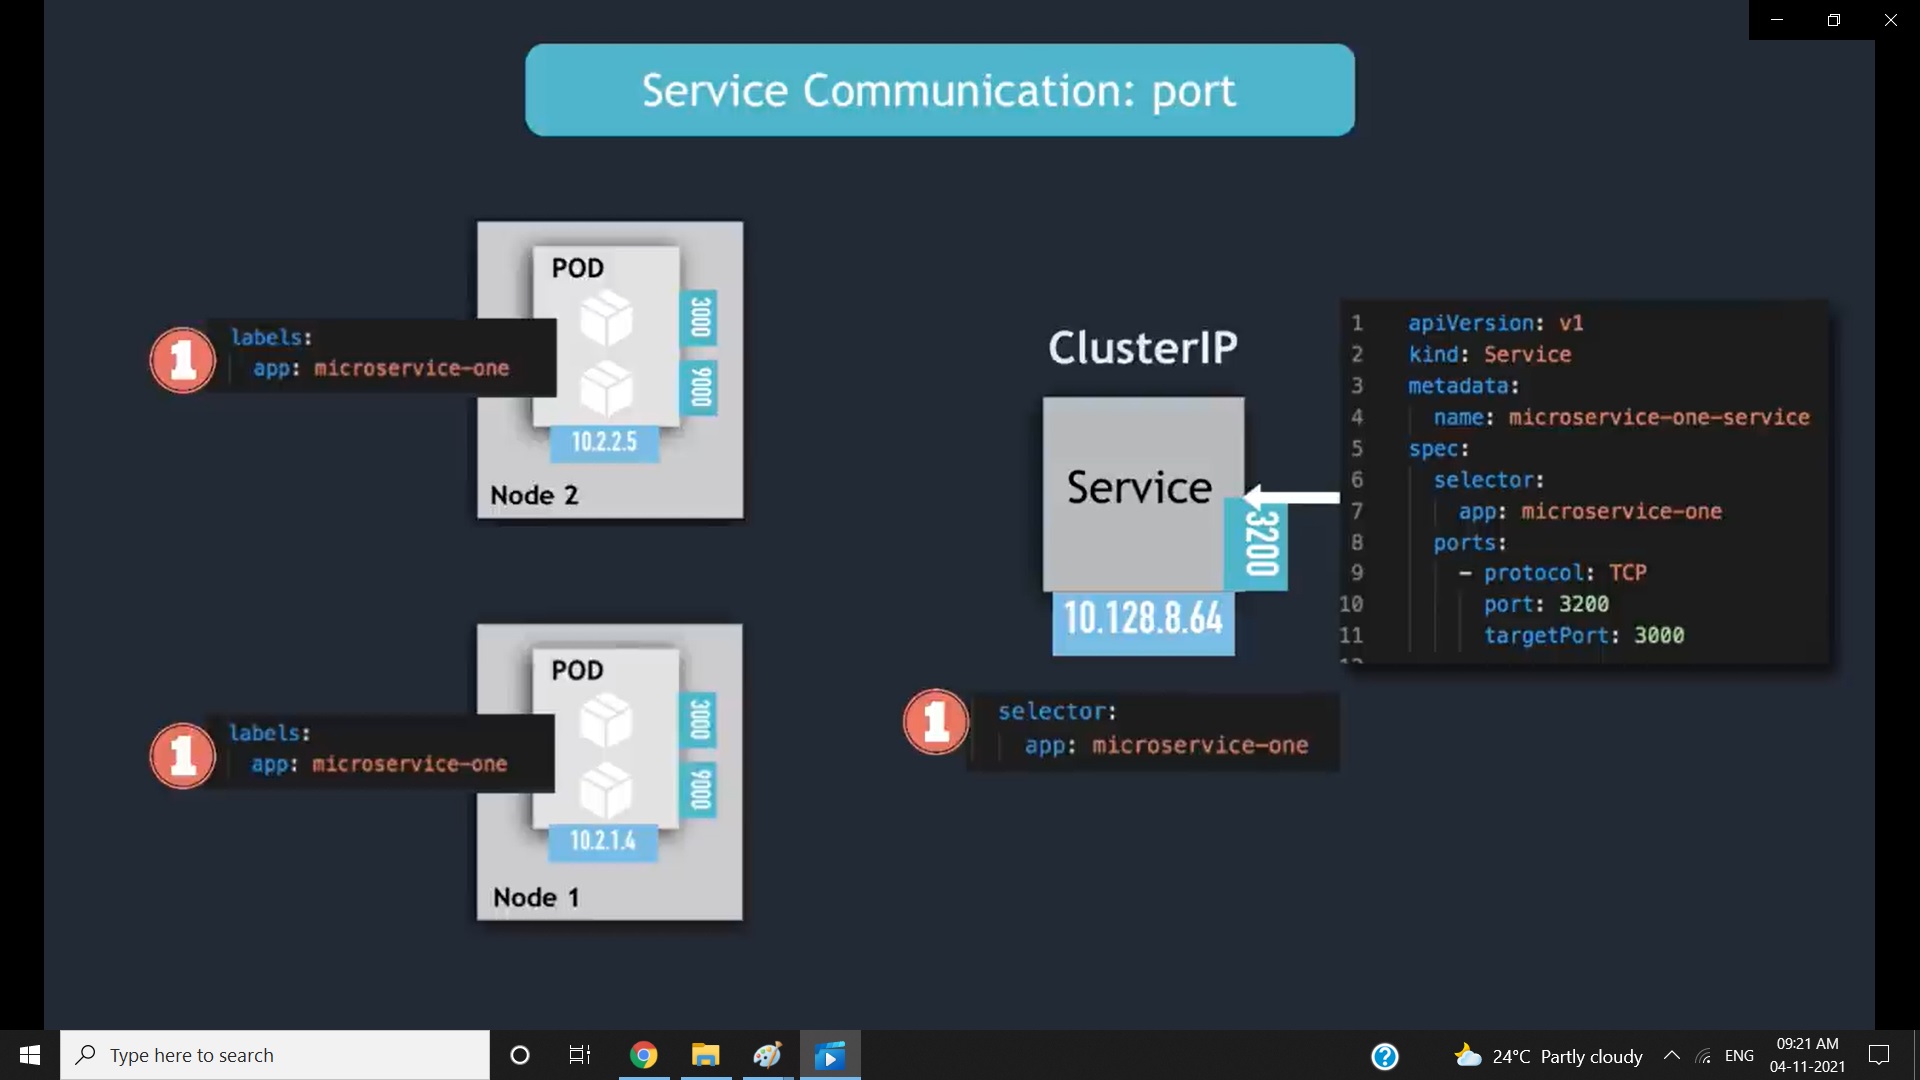 Service Communication: port
POD
3000
9000
labels:
app: microservice-one
10.2.2.5
Node 2
POD
3000
9000
labels:
app: microservice-one
10.2.1.4
Node 1
ClusterIP
Service
3200
10.128.8.64
selector:
app: microservice-one
1
1
1
1 apiVersion: v1
2 kind: Service
3 metadata:
4 name: microservice-one-service
5 spec:
6 selector:
7 app: microservice-one
8 ports:
9 - protocol: TCP
10 port: 3200
11 targetPort: 3000
Type here to search
24°C Partly cloudy
ENG
09:21 AM
04-11-2021